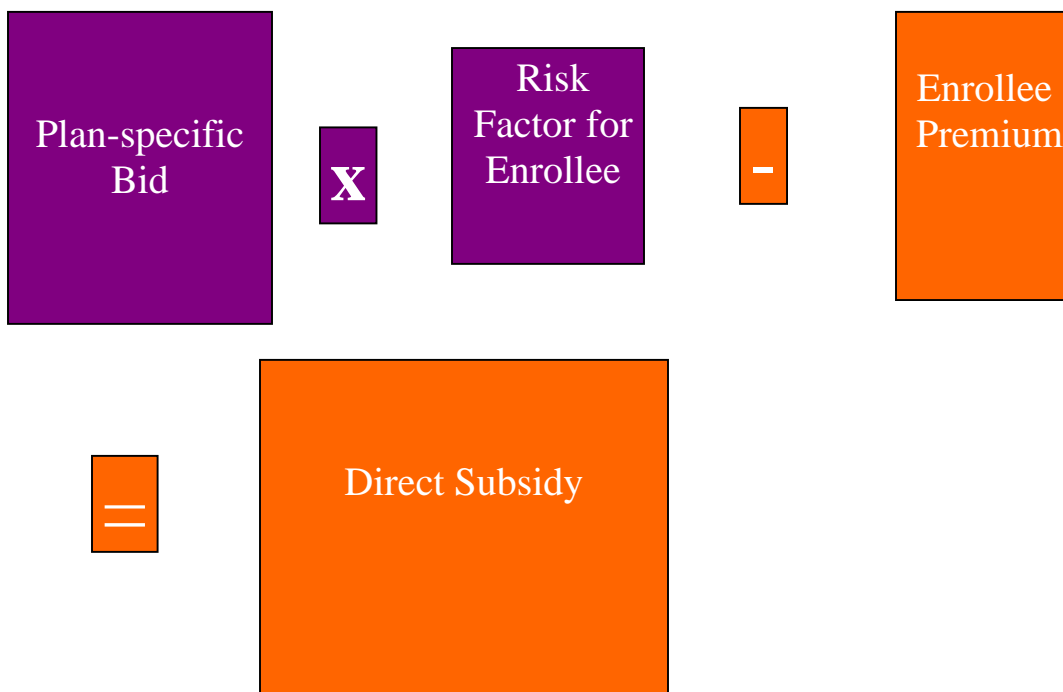 Plan-specific
Bid
x
Risk
Factor for
Enrollee
-
Enrollee
Premium
=
Direct Subsidy